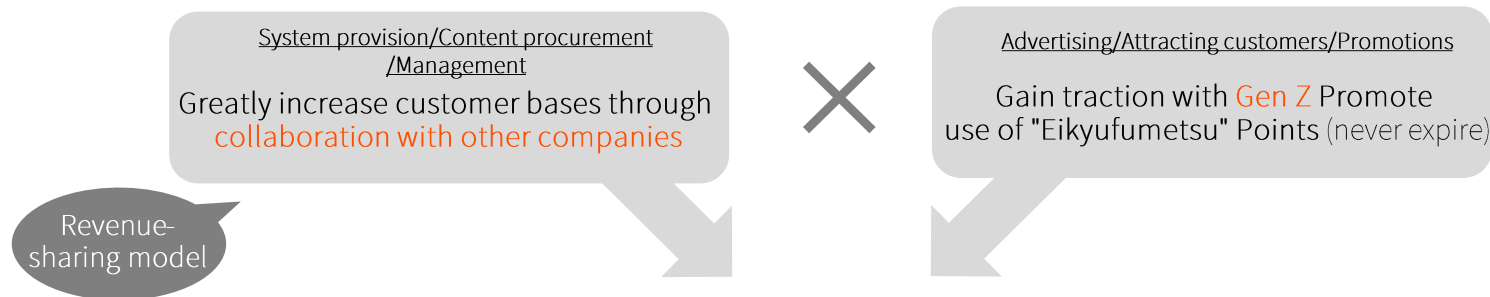 System provision/Content procurement
/Management
Greatly increase customer bases through
collaboration with other companies
Advertising/Attracting customers/Promotions
Gain traction with Gen Z Promote
use of "Eikyufumetsu" Points (never expire)
Revenue-
sharing model